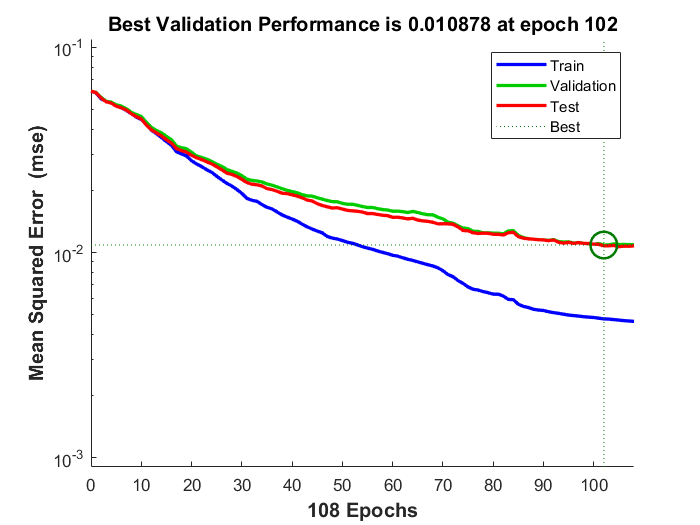 Best Validation Performance is 0.010878 at epoch 102
Mean Squared Error (mse)
10-1
10-2
10-3
Train
Validation
Test
Best
0 10 20 30 40 50 60 70 80 90 100
108 Epochs